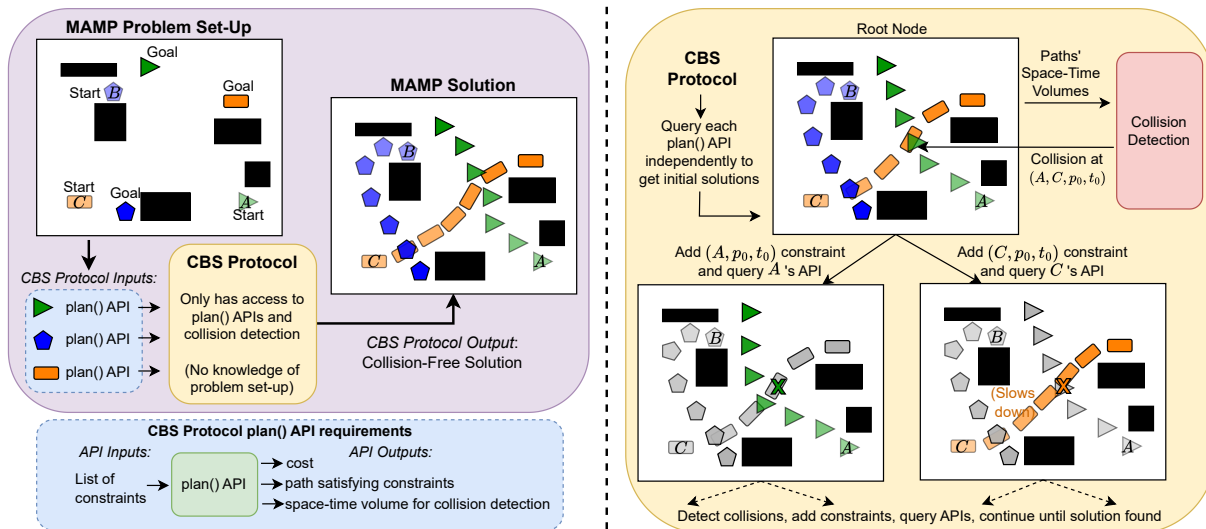 MAMP Problem Set-Up
Goal
Start
B
Goal
Start
C
Goal
A
Start
MAMP Solution
B
C
A
CBS Protocol Inputs:
plan() API
plan() API
plan() API
CBS Protocol
Only has access to
plan() APIs and
collision detection
(No knowledge of
problem set-up)
CBS Protocol Output:
Collision-Free Solution
CBS Protocol plan() API requirements
API Inputs:
List of
constraints
plan() API
API Outputs:
cost
path satisfying constraints
space-time volume for collision detection
CBS
Protocol
Query each
plan() API
independently to
get initial solutions
Root Node
B
C
A
Paths'
Space-Time
Volumes
Collision
Detection
Collision at
(A, C, p₀, t₀)
Add (A, p₀, t₀) constraint
and query A 's API
Add (C, p₀, t₀) constraint
and query C 's API
B
X
C
A
B
X
(Slows
down)
C
A
Detect collisions, add constraints, query APIs, continue until solution found